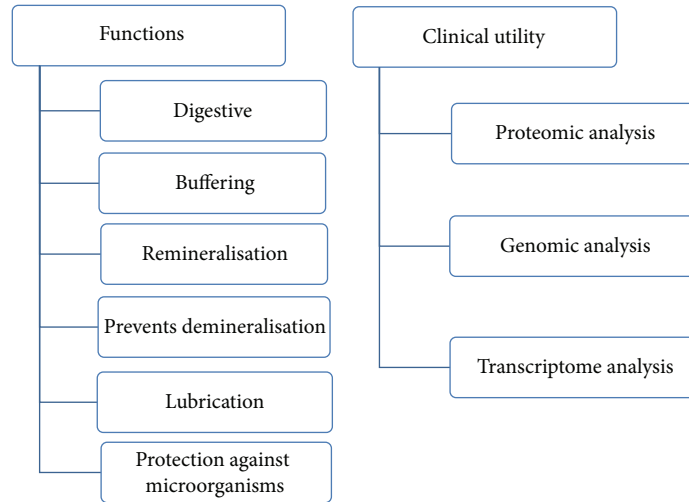 Functions
Digestive
Buffering
Remineralisation
Prevents demineralisation
Lubrication
Protection against
microorganisms
Clinical utility
Proteomic analysis
Genomic analysis
Transcriptome analysis